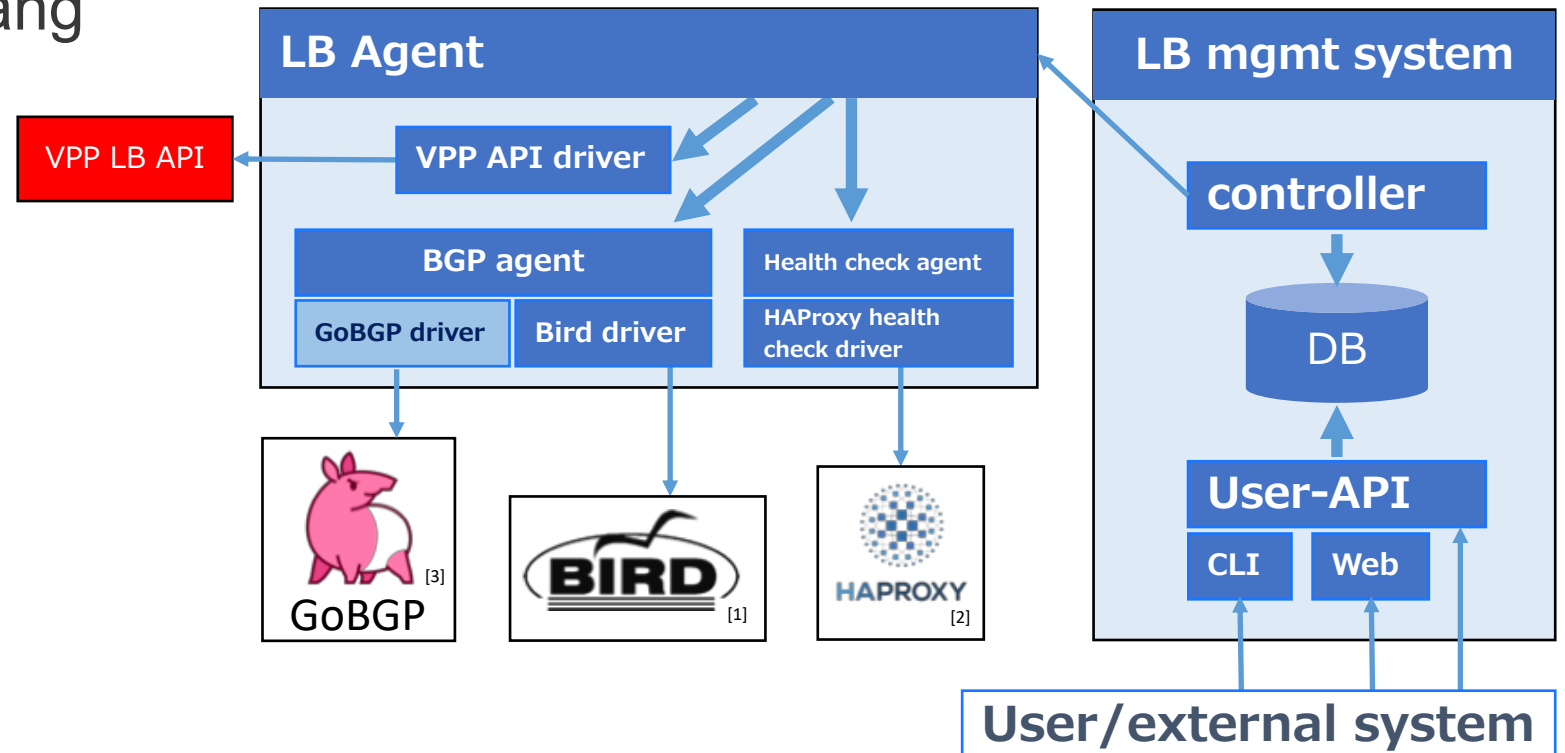 LB Agent
LB mgmt system
VPP LB API
VPP API driver
controller
BGP agent
Health check agent
GoBGP driver
Bird driver
HAProxy health
check driver
DB
User-API
CLI
Web
[3]
GoBGP
BIRD
[1]
HAPROXY
[2]
User/external system